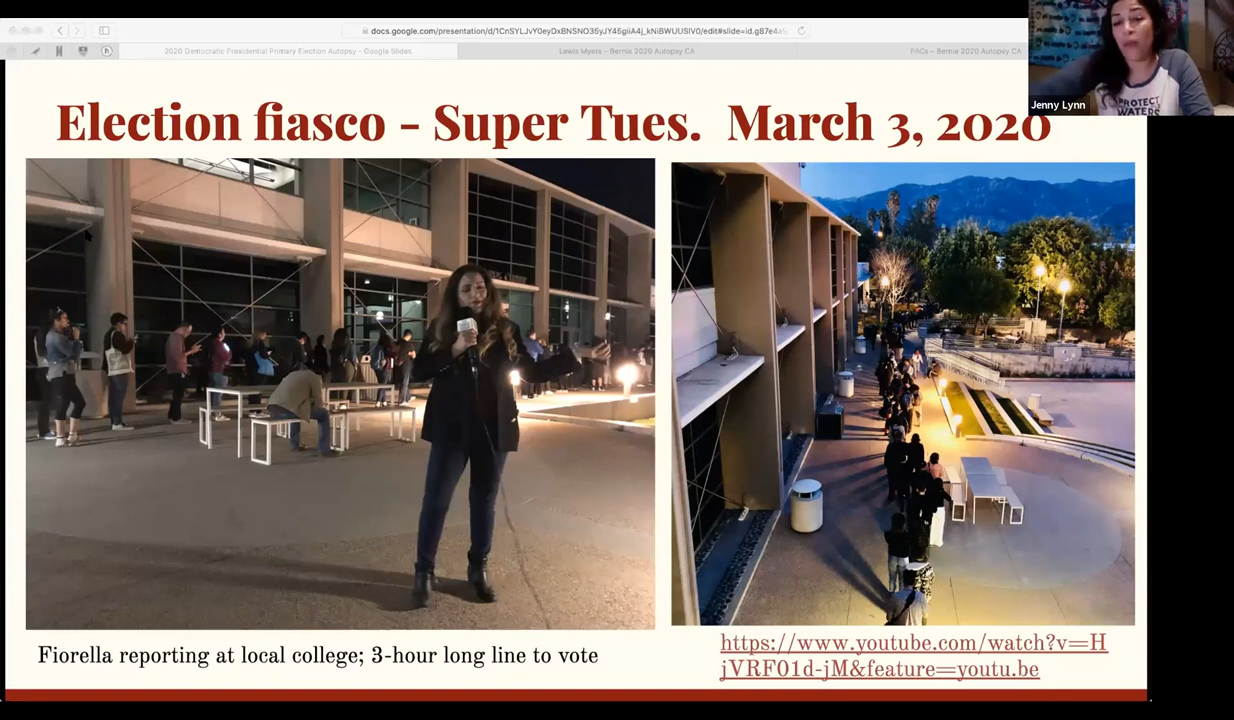 docs.google.com/presentation/d/1CnSYLJvY0eyDxBNSNO35yJY45giiA4j_kNiBWUUSIV0/edit#slide=id.g87e4a
2020 Democratic Presidential Primary Election Autopsy - Google Slides
Lewis Myers - Bernie 2020 Autopsy CA
PACs - Bernie 2020 Autopsy CA
Jenny Lynn
PROTECT
WATERS
Election fiasco - Super Tues. March 3, 2020
Fiorella reporting at local college; 3-hour long line to vote
https://www.youtube.com/watch?v=H
jVRF01d-jM&feature=youtu.be